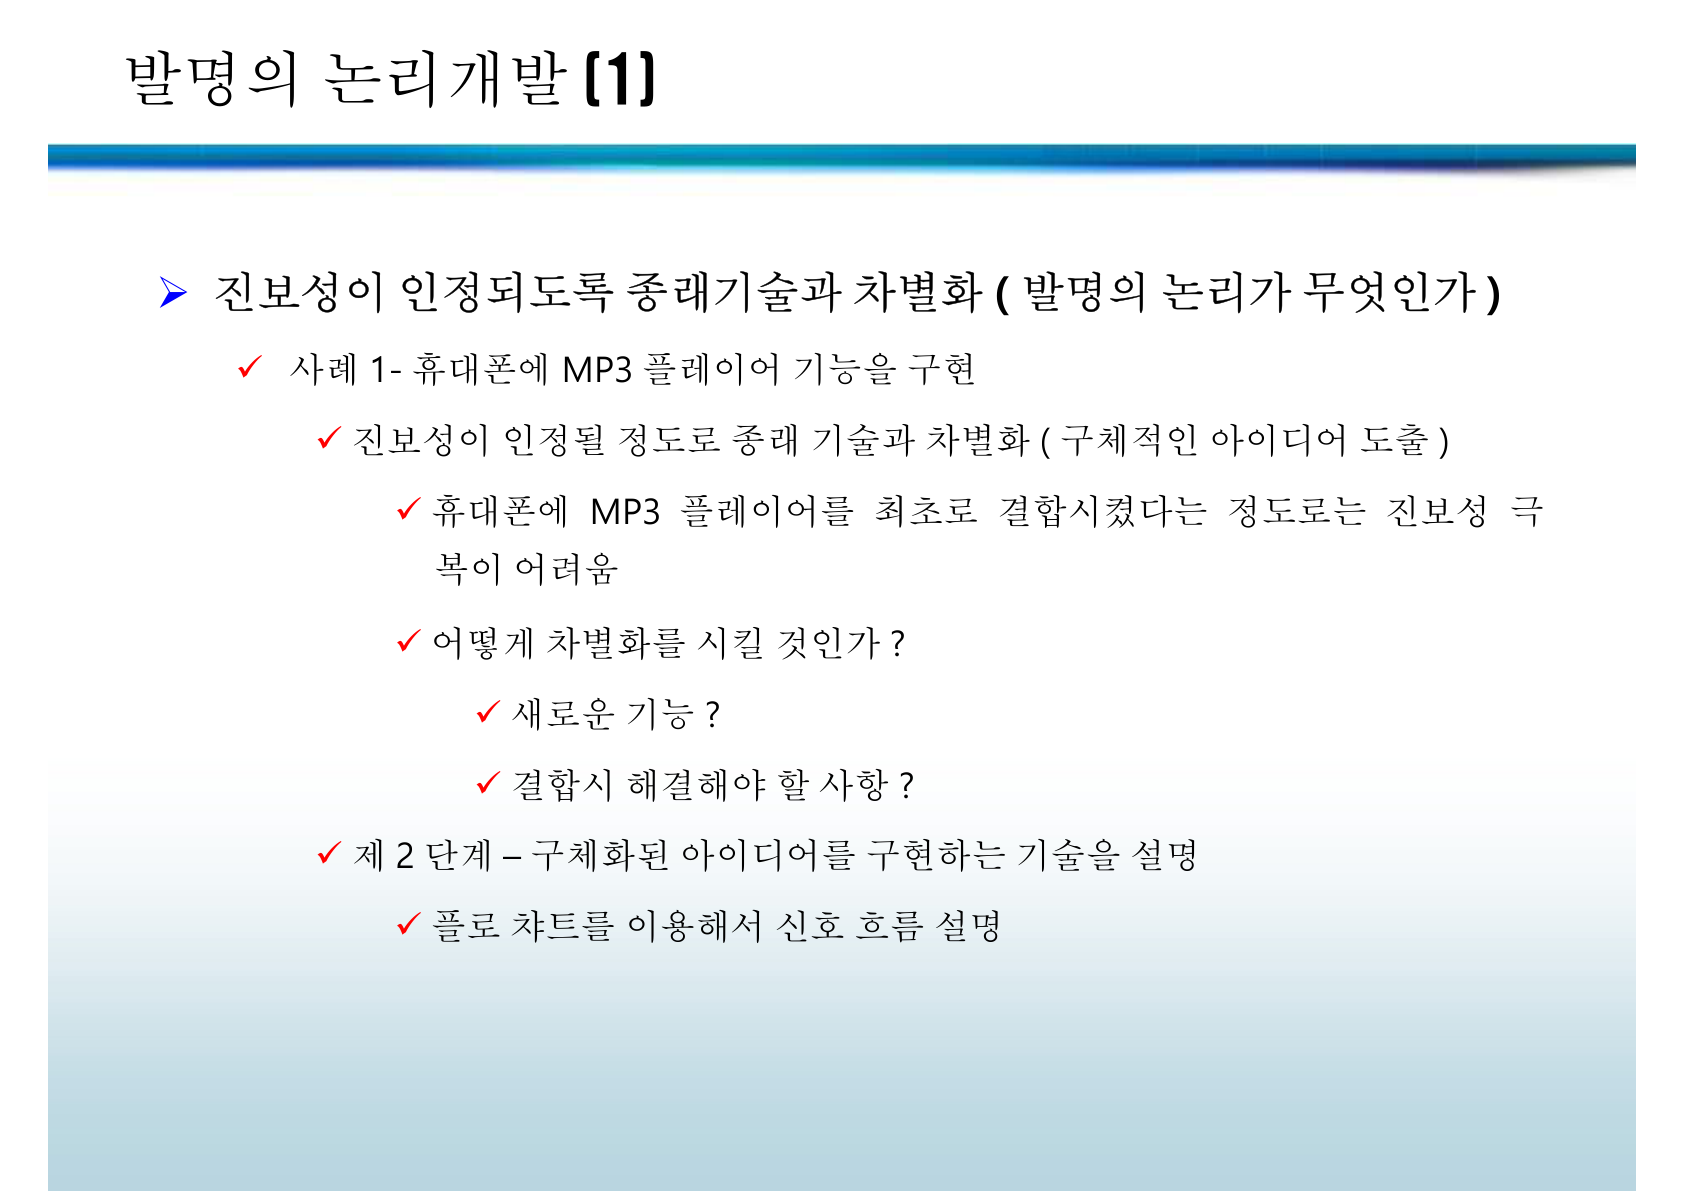 발명의 논리개발 (1)
진보성이 인정되도록 종래기술과 차별화 ( 발명의 논리가 무엇인가 )
사례 1- 휴대폰에 MP3 플레이어 기능을 구현
진보성이 인정될 정도로 종래 기술과 차별화 ( 구체적인 아이디어 도출 )
휴대폰에 MP3 플레이어를 최초로 결합시켰다는 정도로는 진보성 극
복이 어려움
어떻게 차별화를 시킬 것인가 ?
새로운 기능 ?
결합시 해결해야 할 사항 ?
제 2 단계 – 구체화된 아이디어를 구현하는 기술을 설명
플로 챠트를 이용해서 신호 흐름 설명